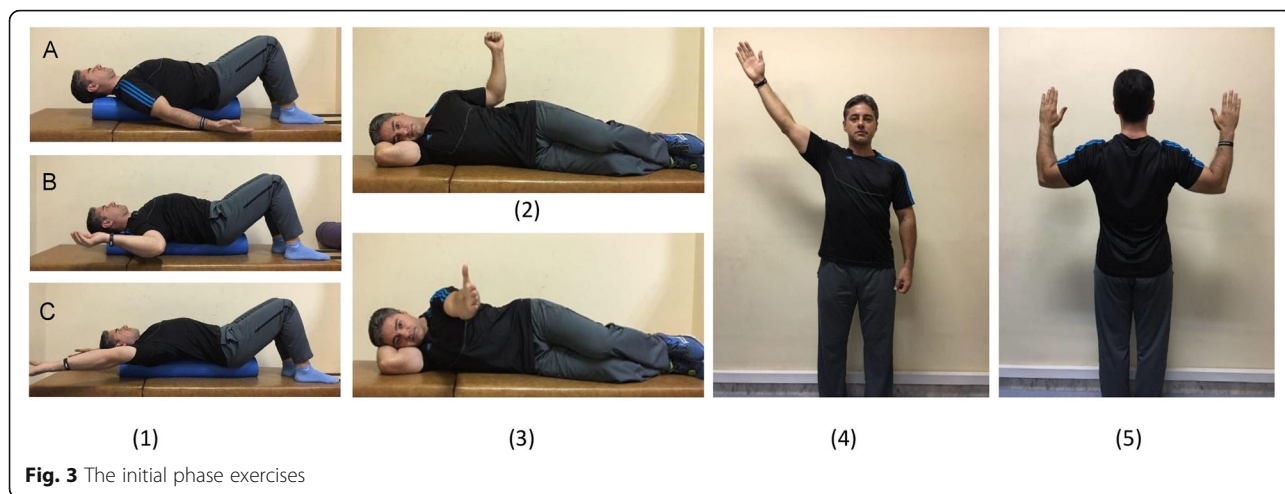 A
B
C
(2)
(1)
(3)
(4)
(5)
Fig. 3 The initial phase exercises